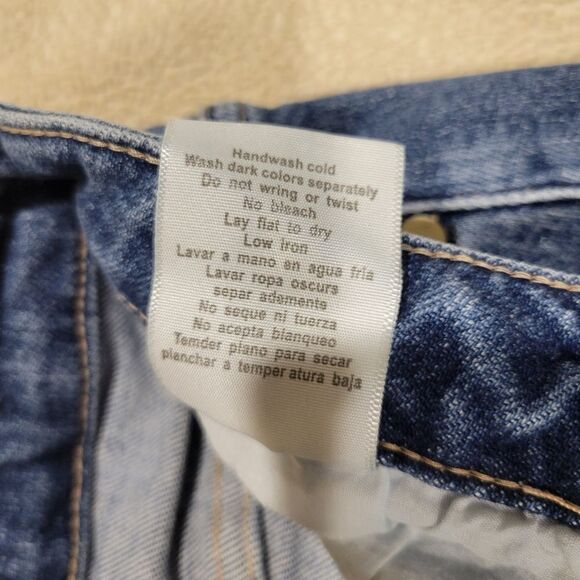 Handwash cold
Wash dark colors separately
Do not wring or twist
No bleach
Lay flat to dry
Low iron
Lavar a mano en agua fria
Lavar ropa oscura
separ ademente
No seque ni tuerza
No acepta blanqueo
Temder plano para secar
planchar a temper atura baja